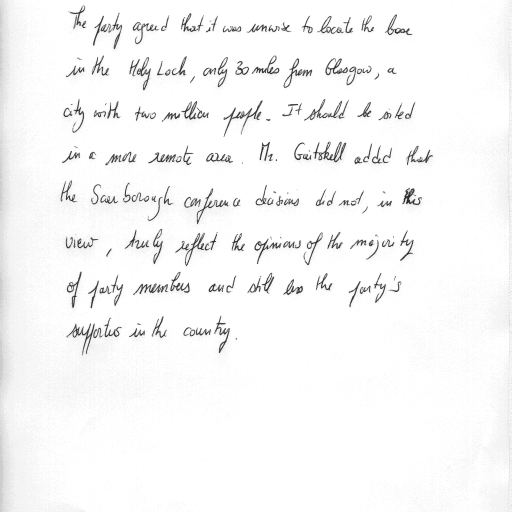 The party agreed that it was unwise to locate the base
in the Holy Loch, only 30 miles from Glasgow, a
city with two million people. It should be sited
in a more remote area. Mr. Gaitskell added that
the Scarborough conference decisions did not, in this
view, truly reflect the opinions of the majority
of party members and still less the party's
supporters in the country.